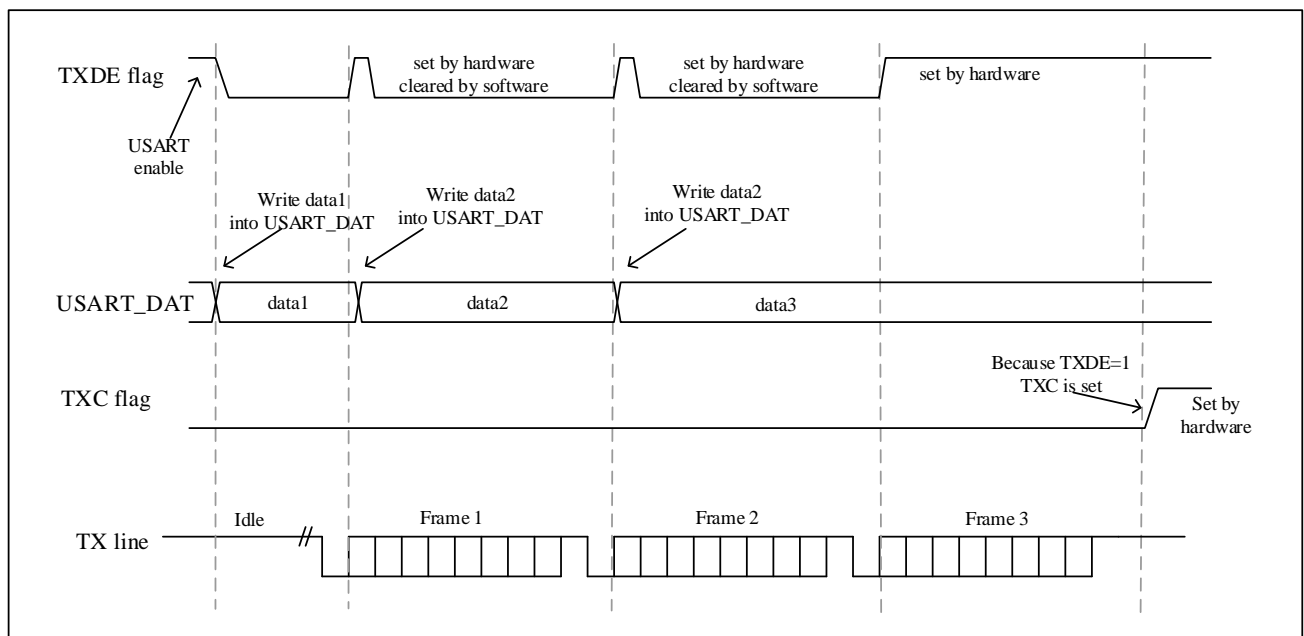 TXDE flag
set by hardware
cleared by software
set by hardware
cleared by software
set by hardware
USART
enable
Write data1
into USART_DAT
Write data2
into USART_DAT
Write data2
into USART_DAT
USART_DAT
data1
data2
data3
Because TXDE=1
TXC is set
TXC flag
Set by
hardware
Idle
Frame 1
Frame 2
Frame 3
TX line